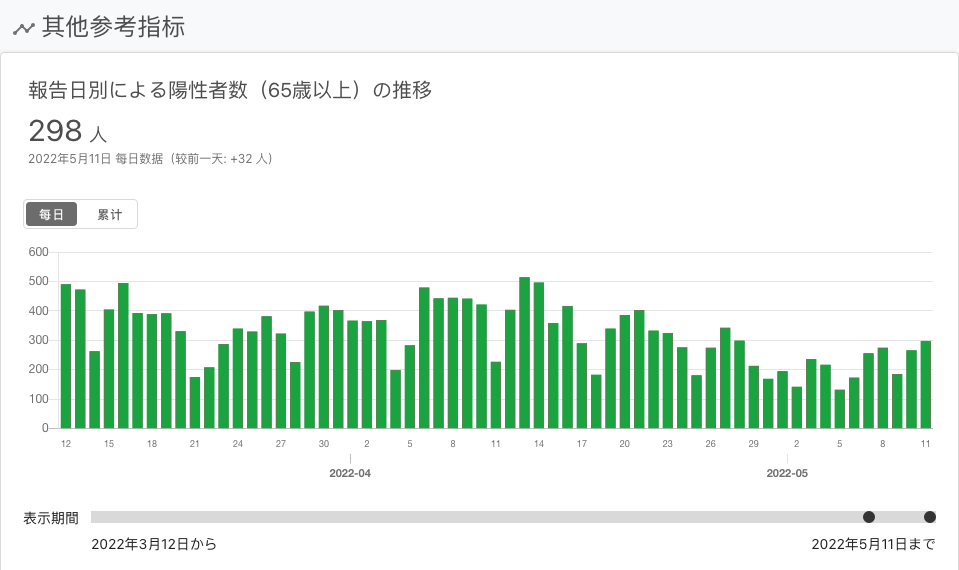 其他参考指标
報告日別による陽性者数（65歳以上）の推移
298 人
2022年5月11日 每日数据（较前一天: +32 人）
每日 累计
600
500
400
300
200
100
0
12 15 18 21 24 27 30 2 5 8 11 14 17 20 23 26 29 2 5 8 11
2022-04 2022-05
表示期間
2022年3月12日から 2022年5月11日まで